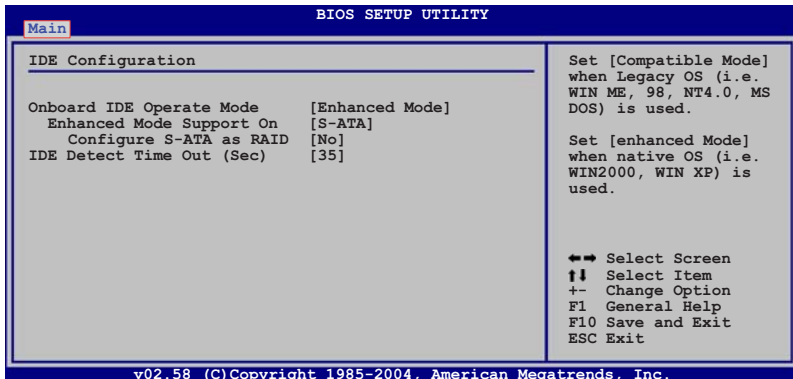 BIOS SETUP UTILITY
Main
IDE Configuration
Onboard IDE Operate Mode [Enhanced Mode]
Enhanced Mode Support On [S-ATA]
Configure S-ATA as RAID [No]
IDE Detect Time Out (Sec) [35]
Set [Compatible Mode]
when Legacy OS (i.e.
WIN ME, 98, NT4.0, MS
DOS) is used.
Set [enhanced Mode]
when native OS (i.e.
WIN2000, WIN XP) is
used.
Select Screen
Select Item
+- Change Option
F1 General Help
F10 Save and Exit
ESC Exit
v02.58 (C)Copyright 1985-2004, American Megatrends, Inc.